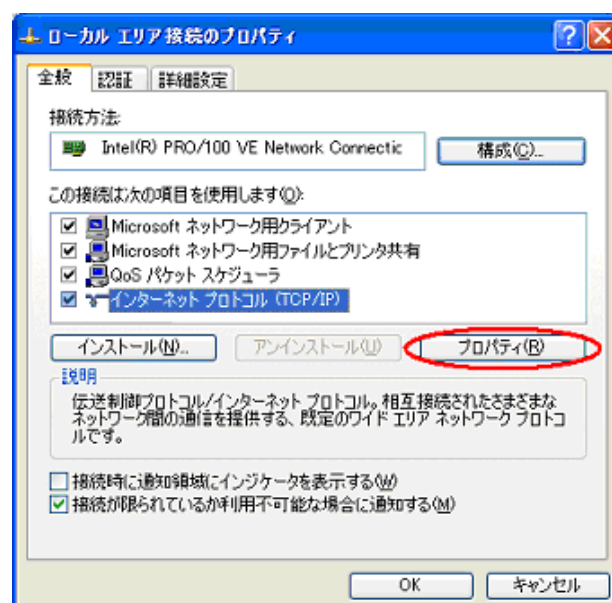 ローカル エリア接続のプロパティ
全般 認証 詳細設定
接続方法:
Intel(R) PRO/100 VE Network Connectic 構成(C)...
この接続は次の項目を使用します(O):
Microsoft ネットワーク用クライアント
Microsoft ネットワーク用ファイルとプリンタ共有
QoS パケット スケジューラ
インターネット プロトコル (TCP/IP)
インストール(N)... アンインストール(U) プロパティ(R)
説明
伝送制御プロトコル/インターネット プロトコル。相互接続されたさまざまな
ネットワーク間の通信を提供する、既定のワイド エリア ネットワーク プロトコ
ルです。
接続時に通知領域にインジケータを表示する(W)
接続が限られているか利用不可能な場合に通知する(M)
OK キャンセル